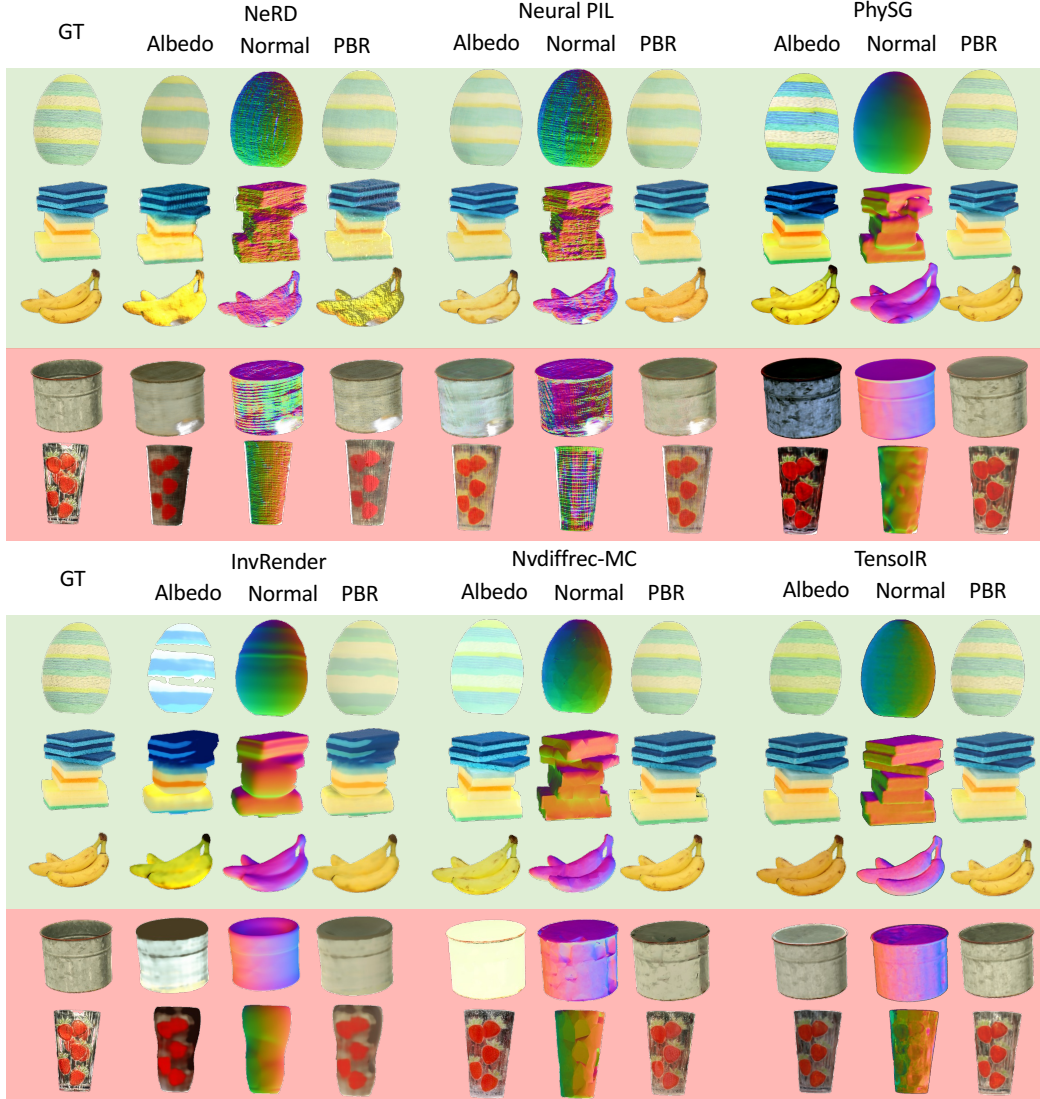 GT
NeRD
Neural PIL
PhySG
Albedo Normal PBR
Albedo Normal PBR
Albedo Normal PBR
GT
InvRender
Nvdiffrec-MC
TensoIR
Albedo Normal PBR
Albedo Normal PBR
Albedo Normal PBR